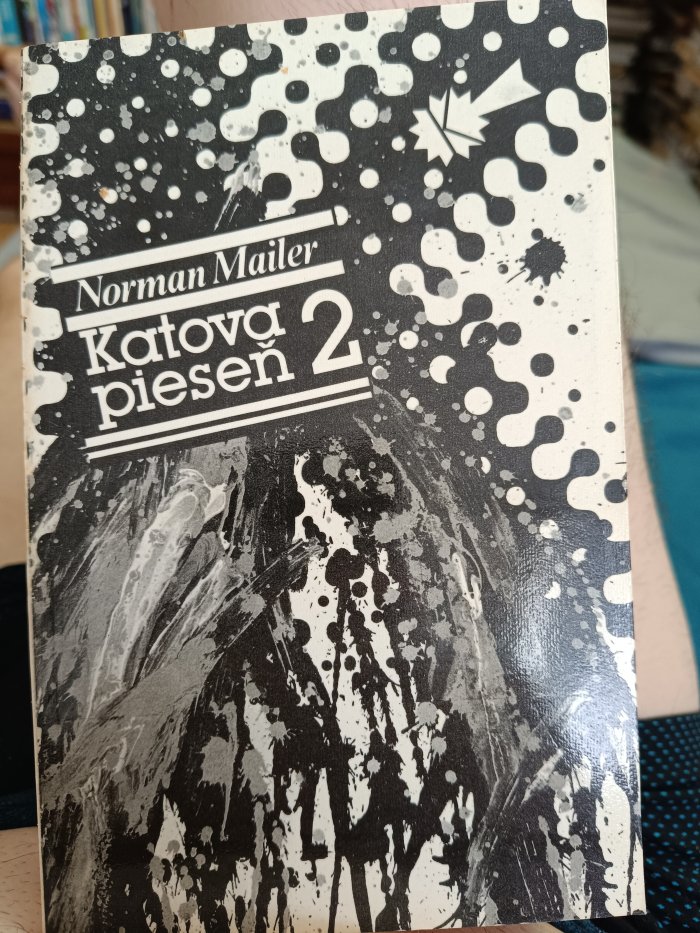 Norman Mailer
Katova
pieseň 2